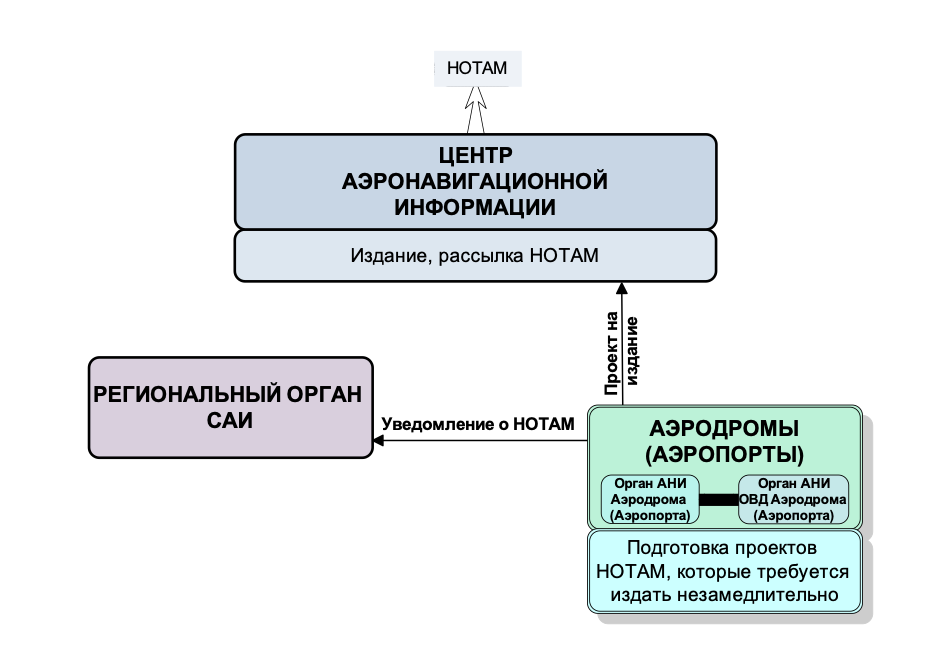 НОТАМ
ЦЕНТР
АЭРОНАВИГАЦИОННОЙ
ИНФОРМАЦИИ
Издание, рассылка НОТАМ
Проект на
издание
РЕГИОНАЛЬНЫЙ ОРГАН
САИ
Уведомление о НОТАМ
АЭРОДРОМЫ
(АЭРОПОРТЫ)
Орган АНИ
Аэродрома
(Аэропорта)
Орган АНИ
ОВД Аэродрома
(Аэропорта)
Подготовка проектов
НОТАМ, которые требуется
издать незамедлительно